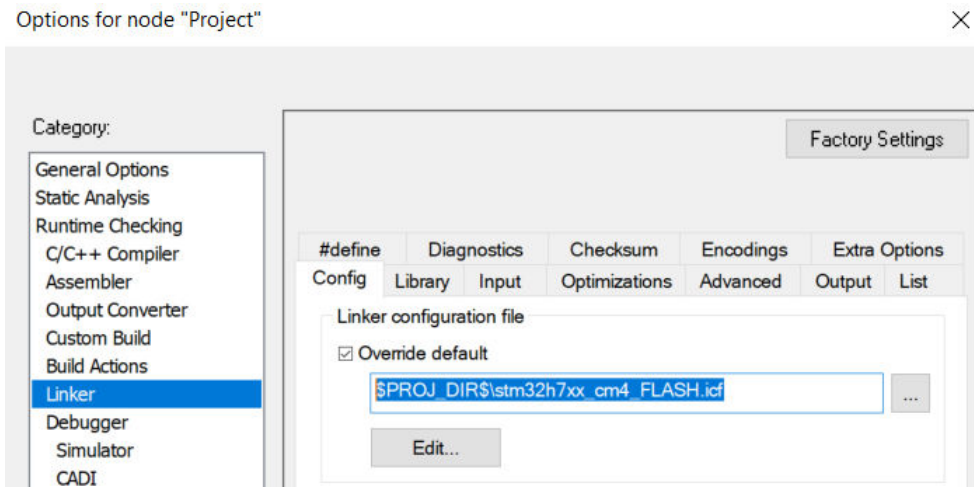 Options for node "Project"
Category:
General Options
Static Analysis
Runtime Checking
C/C++ Compiler
Assembler
Output Converter
Custom Build
Build Actions
Linker
Debugger
Simulator
CADI
Factory Settings
#define Diagnostics Checksum Encodings Extra Options
Config Library Input Optimizations Advanced Output List
Linker configuration file
Override default
$PROJ_DIR$\stm32h7xx_cm4_FLASH.icf
...
Edit...